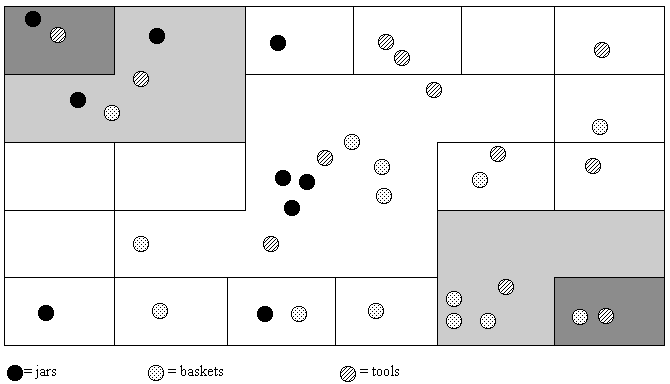 = jars = baskets = tools